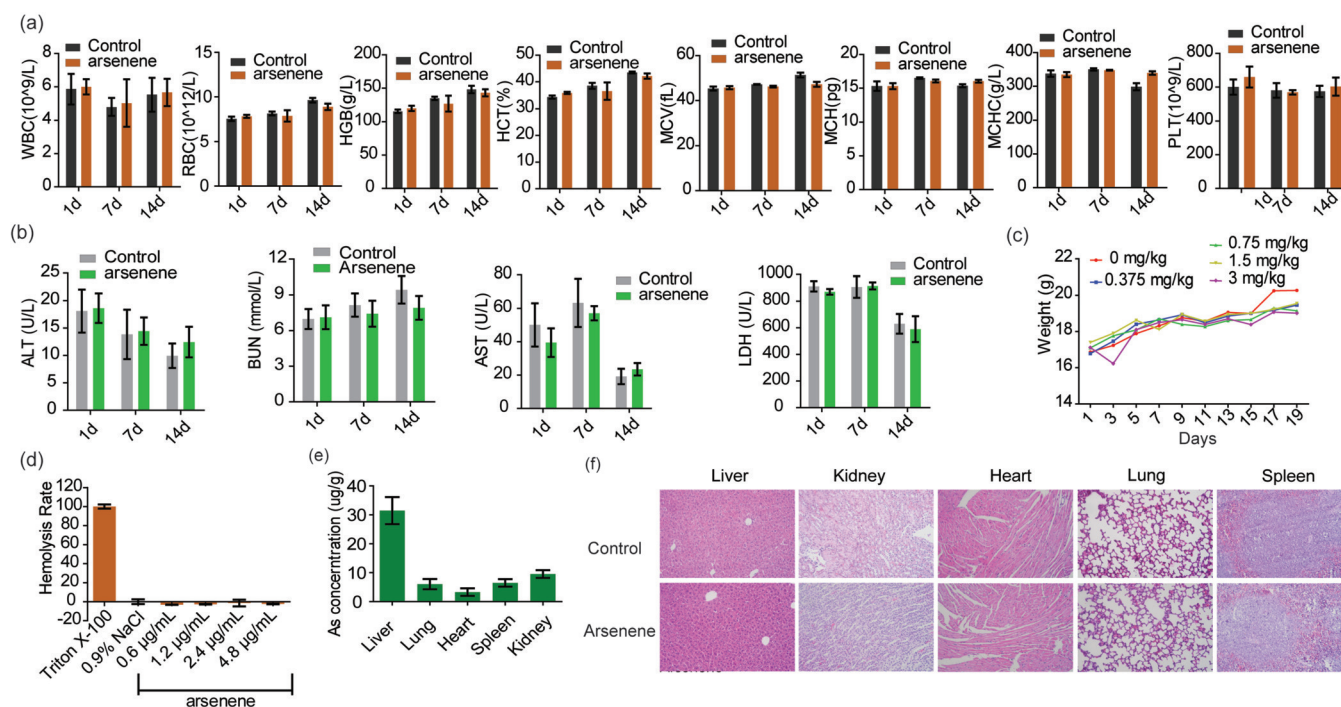 (a)
WBC(10^9/L)
8
6
4
2
0
Control
arsenene
1d
7d
14d
RBC(10^12/L)
15
10
5
0
Control
arsenene
1d
7d
14d
HGB(g/L)
200
150
100
50
0
Control
arsenene
1d
7d
14d
HCT(%)
50
40
30
20
10
0
Control
arsenene
1d
7d
14d
MCV(fL)
60
40
20
0
Control
arsenene
1d
7d
14d
MCH(pg)
20
15
10
5
0
Control
arsenene
1d
7d
14d
MCHC(g/L)
400
300
200
100
0
Control
arsenene
1d
7d
14d
PLT(10^9/L)
800
600
400
200
0
Control
arsenene
1d
7d
14d
(b)
ALT (U/L)
25
20
15
10
5
0
Control
arsenene
1d
7d
14d
BUN (mmol/L)
12
9
6
3
0
Control
Arsenene
1d
7d
14d
AST (U/L)
80
60
40
20
0
Control
arsenene
1d
7d
14d
LDH (U/L)
1000
800
600
400
200
0
Control
arsenene
1d
7d
14d
(c)
Weight (g)
22
20
18
16
14
0 mg/kg
0.375 mg/kg
0.75 mg/kg
1.5 mg/kg
3 mg/kg
1 3 5 7 9 11 13 15 17 19
Days
(d)
Hemolysis Rate
120
100
80
60
40
20
0
-20
Triton X-100
0.9% NaCl
0.6 μg/mL
1.2 μg/mL
2.4 μg/mL
4.8 μg/mL
arsenene
(e)
As concerntration (ug/g)
40
30
20
10
0
Liver
Lung
Heart
Spleen
Kidney
(f)
Liver Kidney Heart Lung Spleen
Control
Arsenene